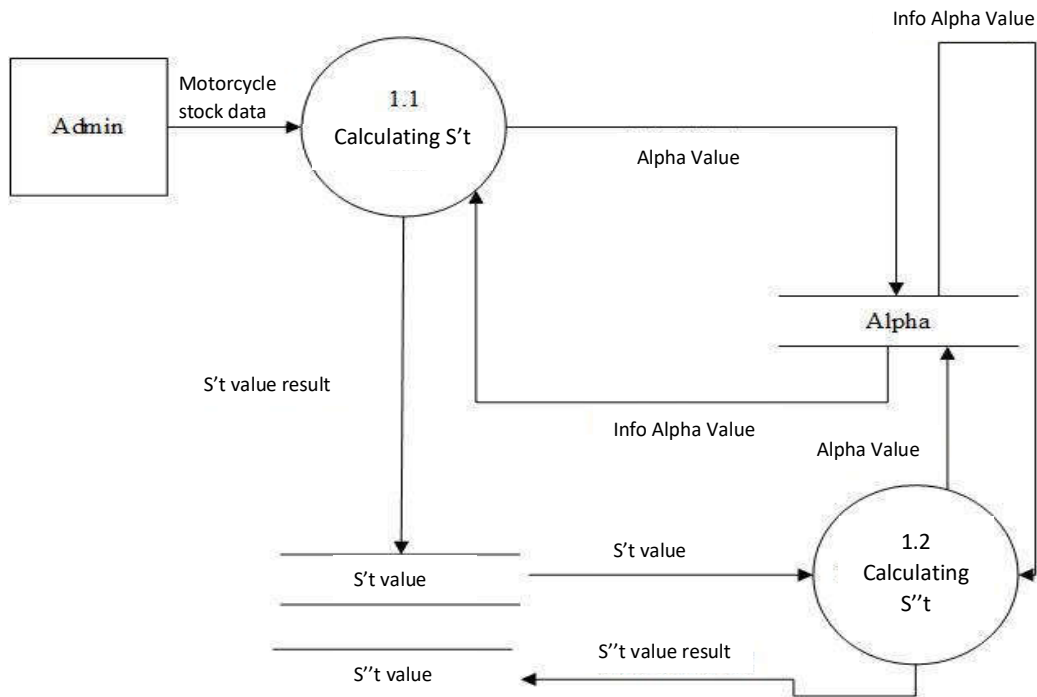 Info Alpha Value
Motorcycle
stock data
Admin
1.1
Calculating S’t
Alpha Value
Alpha
S’t value result
Info Alpha Value
Alpha Value
1.2
Calculating
S’’t
S’t value
S’t value
S’’t value result
S’’t value